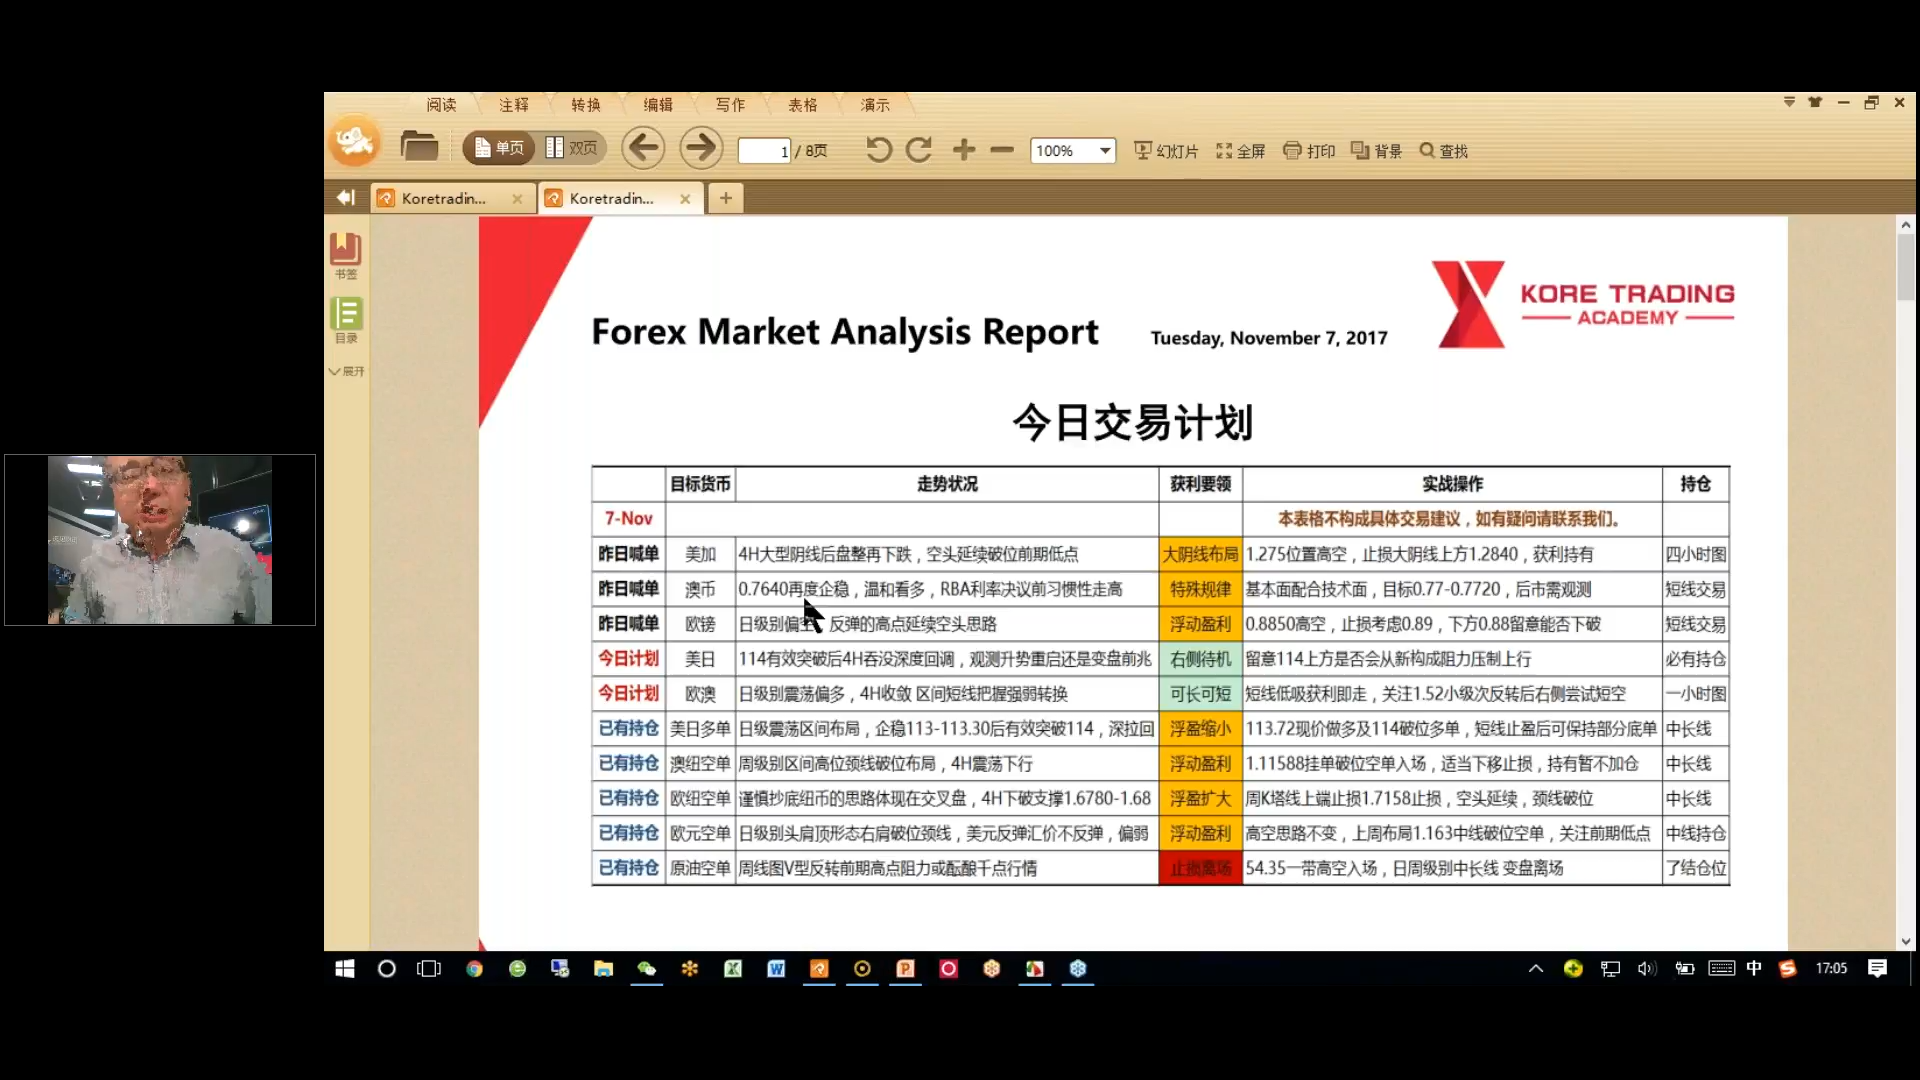 阅读 注释 转换 编辑 写作 表格 演示
单页 双页 1 / 8页 100% 幻灯片 全屏 打印 背景 查找
Koretradin... Koretradin...
书签
目录
展开
KORE TRADING
ACADEMY
Forex Market Analysis Report Tuesday, November 7, 2017
今日交易计划
目标货币 走势状况 获利要领 实战操作 持仓
7-Nov 本表格不构成具体交易建议，如有疑问请联系我们。
昨日喊单 美加 4H大型阴线后盘整再下跌，空头延续破位前期低点 大阴线布局 1.275位置高空，止损大阴线上方1.2840，获利持有 四小时图
昨日喊单 澳币 0.7640再度企稳，温和看多，RBA利率决议前习惯性走高 特殊规律 基本面配合技术面，目标0.77-0.7720，后市需观测 短线交易
昨日喊单 欧镑 日级别偏空，反弹的高点延续空头思路 浮动盈利 0.8850高空，止损考虑0.89，下方0.88留意能否下破 短线交易
今日计划 美日 114有效突破后4H吞没深度回调，观测升势重启还是变盘前兆 右侧待机 留意114上方是否会从新构成阻力压制上行 必有持仓
今日计划 欧澳 日级别震荡偏多，4H收敛 区间短线把握强弱转换 可长可短 短线低吸获利即走，关注1.52小级次反转后右侧尝试短空 一小时图
已有持仓 美日多单 日级震荡区间布局，企稳113-113.30后有效突破114，深拉回 浮盈缩小 113.72现价做多及114破位多单，短线止盈后可保持部分底单 中长线
已有持仓 澳纽空单 周级别区间高位颈线破位布局，4H震荡下行 浮动盈利 1.11588挂单破位空单入场，适当下移止损，持有暂不加仓 中长线
已有持仓 欧纽空单 谨慎抄底纽币的思路体现在交叉盘，4H下破支撑1.6780-1.68 浮盈扩大 周K塔线上端止损1.7158止损，空头延续，颈线破位 中长线
已有持仓 欧元空单 日级别头肩顶形态右肩破位颈线，美元反弹汇价不反弹，偏弱 浮动盈利 高空思路不变，上周布局1.163中线破位空单，关注前期低点 中线持仓
已有持仓 原油空单 周线图V型反转前期高点阻力或酝酿千点行情 止损离场 54.35一带高空入场，日周级别中长线 变盘离场 了结仓位
中 17:05